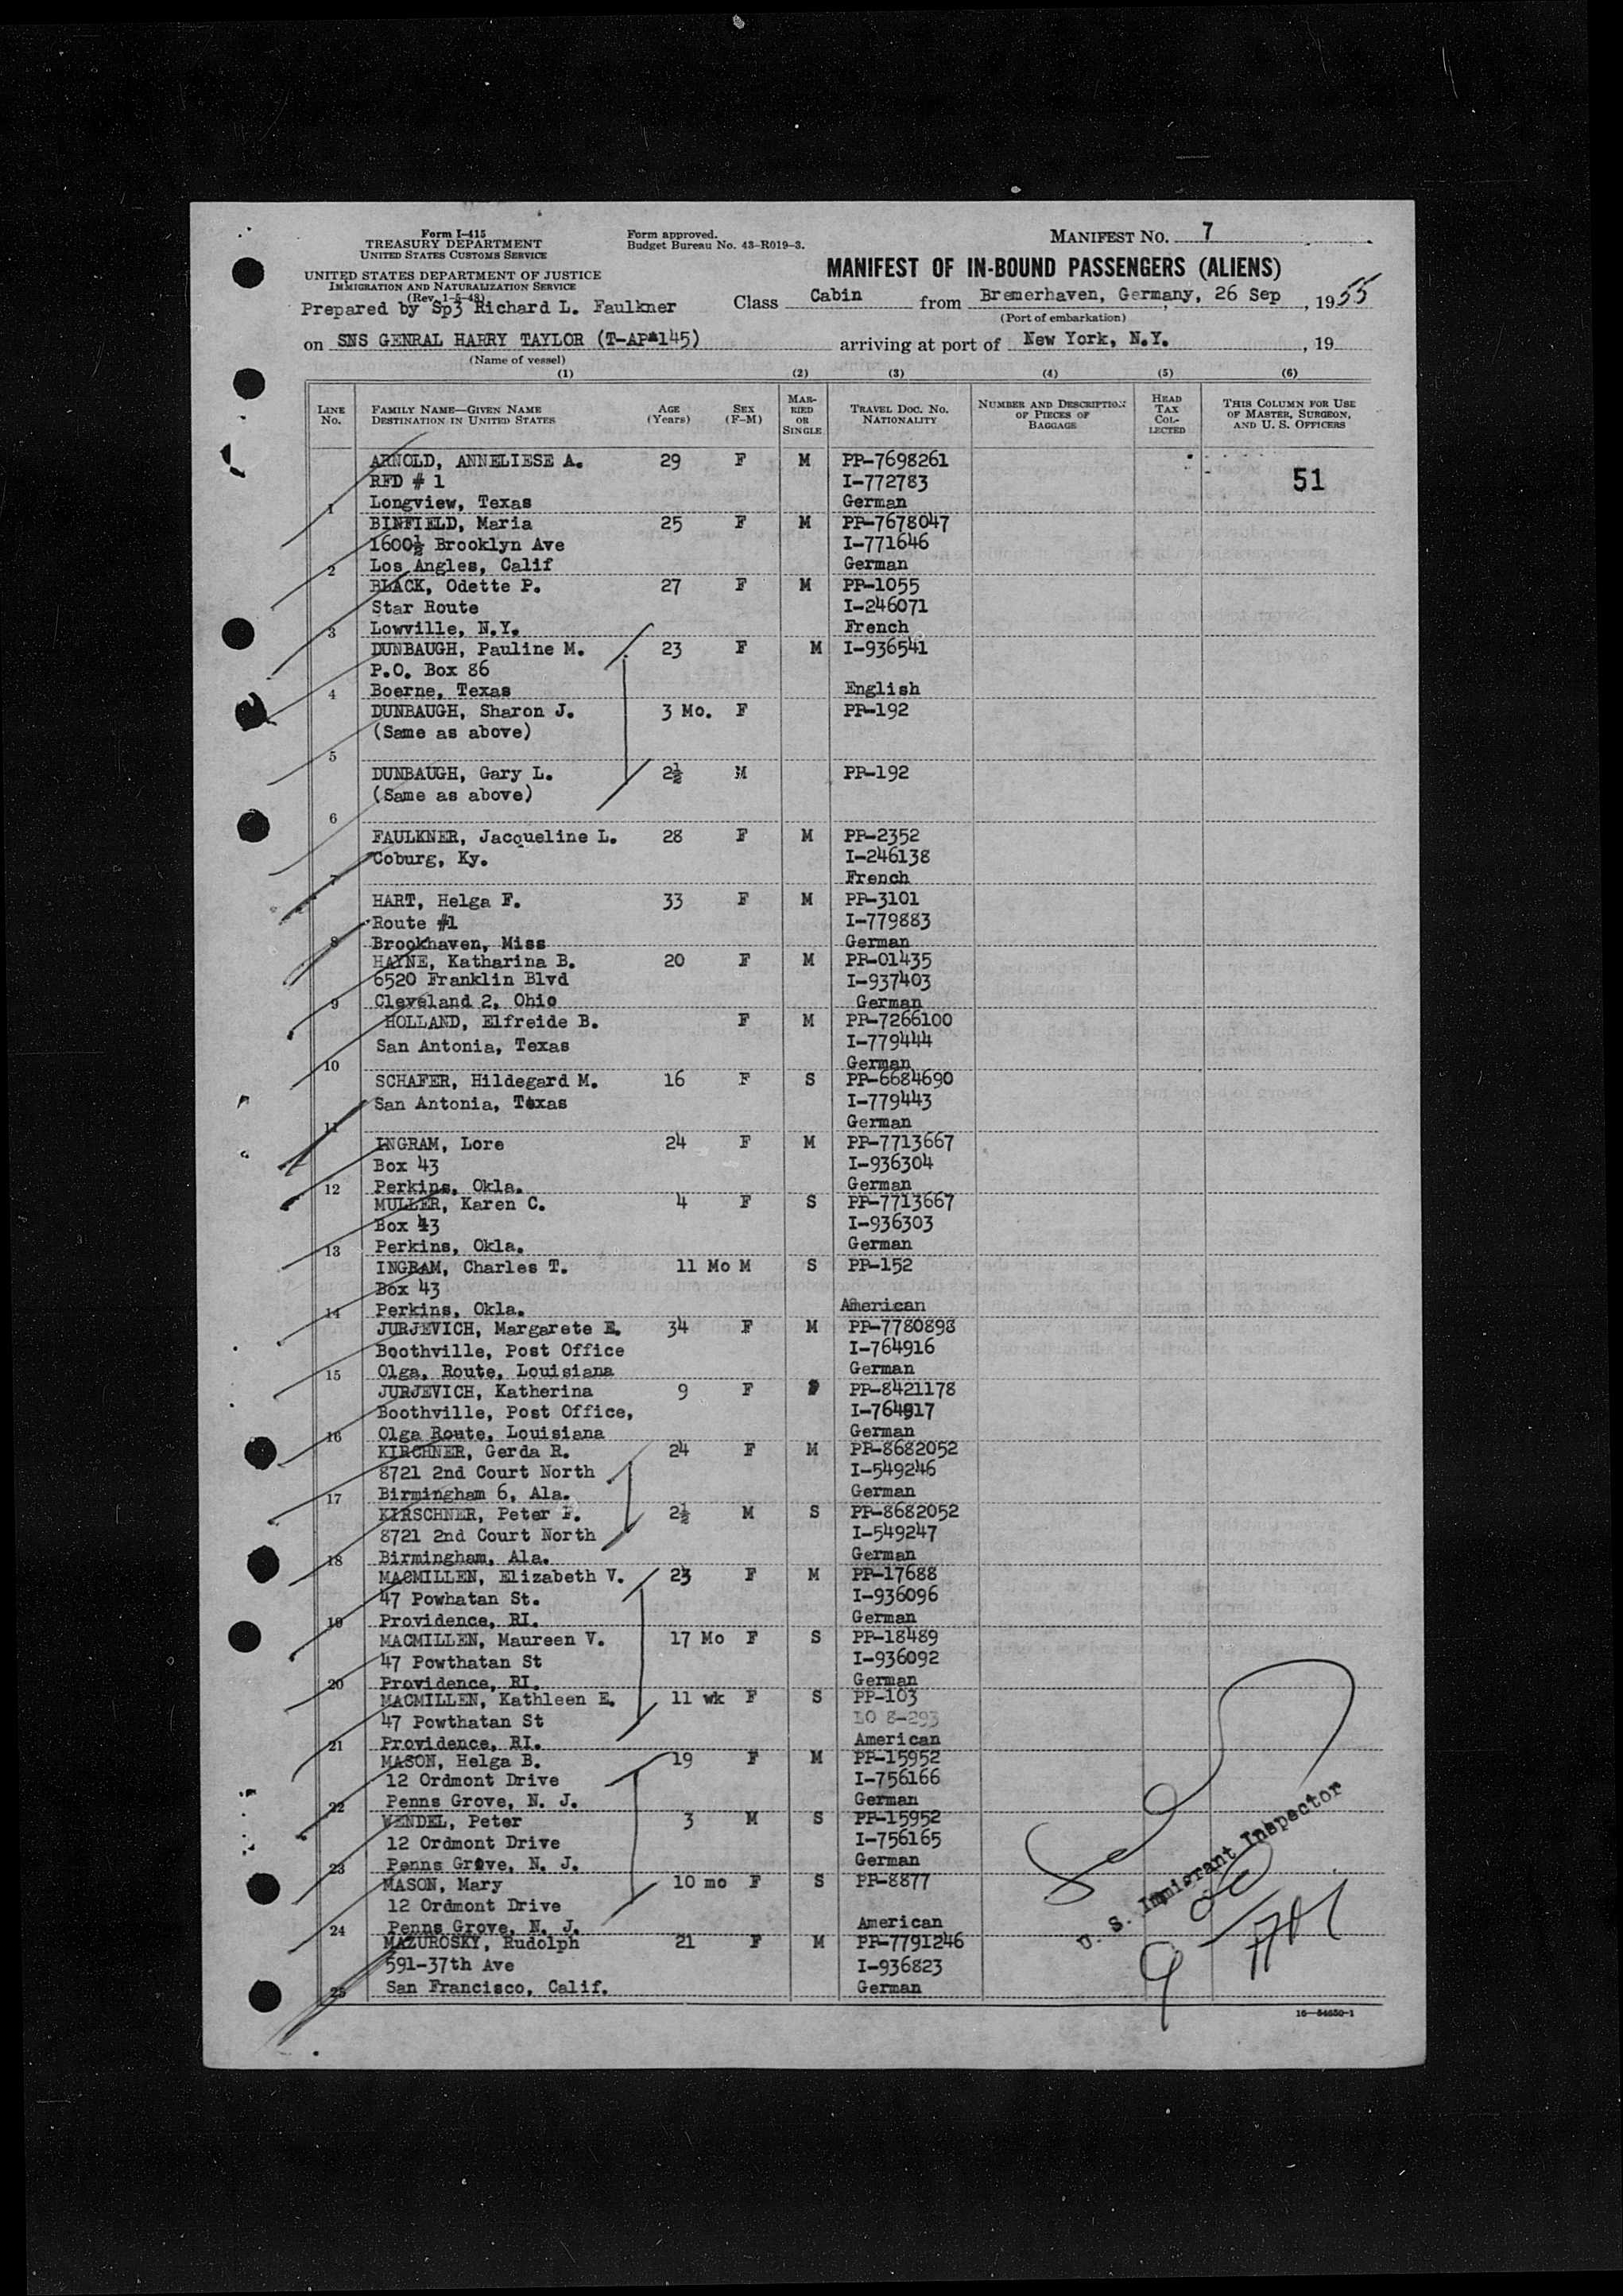 Form I-415
TREASURY DEPARTMENT
UNITED STATES CUSTOMS SERVICE
UNITED STATES DEPARTMENT OF JUSTICE
IMMIGRATION AND NATURALIZATION SERVICE
(Rev. 1-5-48)
Form approved.
Budget Bureau No. 43-R019-3.
MANIFEST NO. 7
MANIFEST OF IN-BOUND PASSENGERS (ALIENS)
Prepared by Sp3 Richard L. Faulkner
Class Cabin from Bremerhaven, Germany, 26 Sep, 1955
(Port of embarkation)
on SNS GENRAL HARRY TAYLOR (T-AP-145) arriving at port of New York, N.Y., 19
(Name of vessel)
(1) (2) (3) (4) (5) (6)
LINE No. FAMILY NAME—GIVEN NAME DESTINATION IN UNITED STATES AGE (Years) SEX (F-M) MARRIED OR SINGLE TRAVEL DOC. NO. NATIONALITY NUMBER AND DESCRIPTION OF PIECES OF BAGGAGE HEAD TAX COLLECTED THIS COLUMN FOR USE OF MASTER, SURGEON, AND U. S. OFFICERS
ARNOLD, ANNELIESE A. 29 F M PP-7698261
RFD # 1 I-772783 51
1 Longview, Texas German
BINFIELD, Maria 25 F M PP-7678047
1600½ Brooklyn Ave I-771646
2 Los Angles, Calif German
BLACK, Odette P. 27 F M PP-1055
Star Route I-246071
3 Lowville, N.Y. French
DUNBAUGH, Pauline M. 23 F M I-936541
P.O. Box 86
4 Boerne, Texas English
DUNBAUGH, Sharon J. 3 Mo. F PP-192
(Same as above)
5
DUNBAUGH, Gary L. 2½ M PP-192
(Same as above)
6
FAULKNER, Jacqueline L. 28 F M PP-2352
Coburg, Ky. I-246138
7 French
HART, Helga F. 33 F M PP-3101
Route #1 I-779883
8 Brookhaven, Miss German
HAYNE, Katharina B. 20 F M PP-01435
6520 Franklin Blvd I-937403
9 Cleveland 2, Ohio German
HOLLAND, Elfreide B. F M PP-7266100
San Antonia, Texas I-779444
10 German
SCHAFER, Hildegard M. 16 F S PP-6684690
San Antonia, Texas I-779443
11 German
INGRAM, Lore 24 F M PP-7713667
Box 43 I-936304
12 Perkins, Okla. German
MULLER, Karen C. 4 F S PP-7713667
Box 43 I-936303
13 Perkins, Okla. German
INGRAM, Charles T. 11 Mo M S PP-152
Box 43
14 Perkins, Okla. American
JURJEVICH, Margarete E. 34 F M PP-7780898
Boothville, Post Office I-764916
15 Olga, Route, Louisiana German
JURJEVICH, Katherina 9 F PP-8421178
Boothville, Post Office, I-764917
16 Olga Route, Louisiana German
KIRCHNER, Gerda R. 24 F M PP-8682052
8721 2nd Court North I-549246
17 Birmingham 6, Ala. German
KIRSCHNER, Peter F. 2½ M S PP-8682052
8721 2nd Court North I-549247
18 Birmingham, Ala. German
MACMILLEN, Elizabeth V. 23 F M PP-17688
47 Powhatan St. I-936096
19 Providence, RI. German
MACMILLEN, Maureen V. 17 Mo F S PP-18489
47 Powthatan St I-936092
20 Providence, RI. German
MACMILLEN, Kathleen E. 11 wk F S PP-103
47 Powthatan St LO 8-293
21 Providence, RI. American
MASON, Helga B. 19 F M PP-15952
12 Ordmont Drive I-756166
22 Penns Grove, N. J. German
WENDEL, Peter 3 M S PP-15952
12 Ordmont Drive I-756165
23 Penns Grove, N. J. German
MASON, Mary 10 mo F S PP-8877
12 Ordmont Drive
24 Penns Grove, N. J. American
MAZUROSKY, Rudolph 21 F M PP-7791246
591-37th Ave I-936823
25 San Francisco, Calif. German
U. S. Immigrant Inspector
16—54650-1